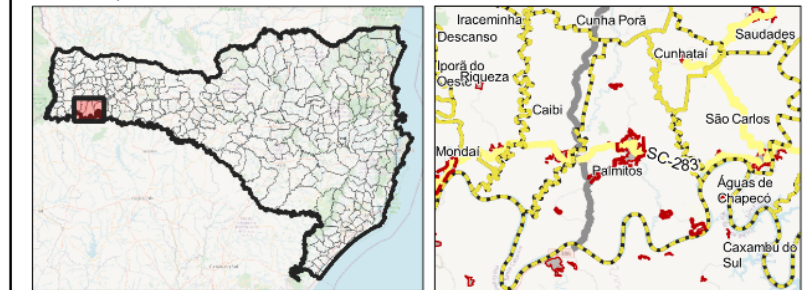 Iraceminha
Cunha Porã
Saudades
Descanso
Cunhataí
Iporã do
Oeste
Riqueza
Caibi
São Carlos
Mondaí
SC-283
Palmitos
Águas de
Chapecó
Caxambu do
Sul